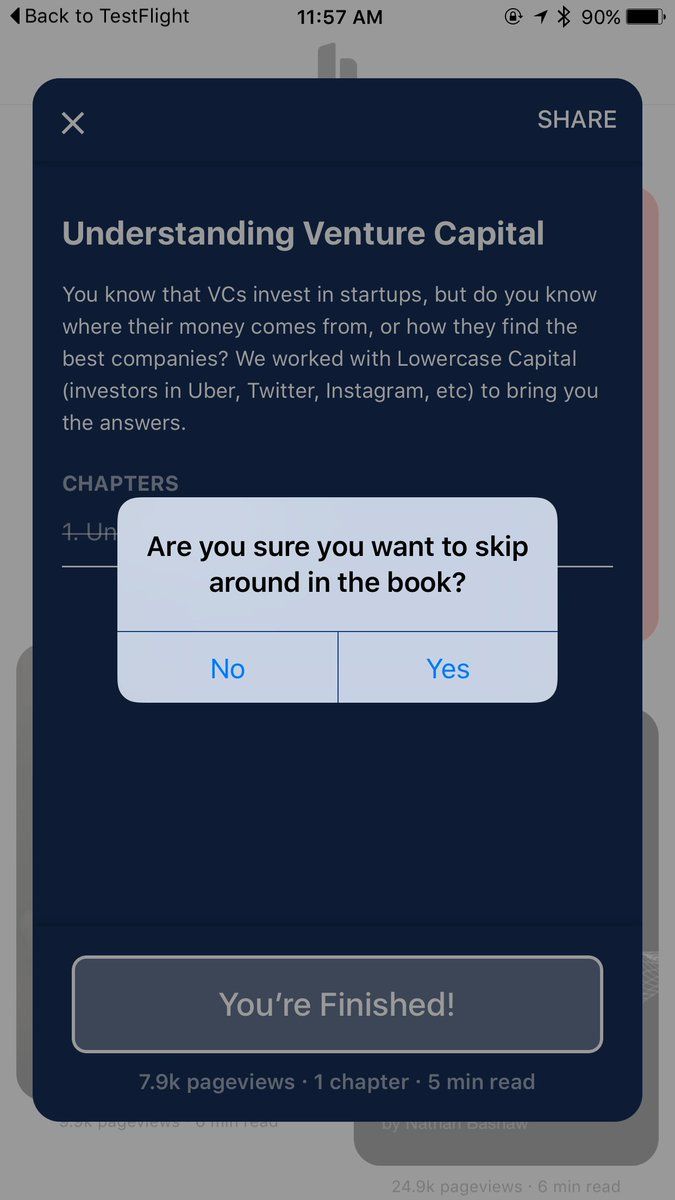 Back to TestFlight 11:57 AM 90%
SHARE
Understanding Venture Capital
You know that VCs invest in startups, but do you know
where their money comes from, or how they find the
best companies? We worked with Lowercase Capital
(investors in Uber, Twitter, Instagram, etc) to bring you
the answers.
CHAPTERS
1. Un
Are you sure you want to skip
around in the book?
No Yes
You’re Finished!
7.9k pageviews · 1 chapter · 5 min read
9.9k pageviews · 6 min read
by Nathan Bashaw
24.9k pageviews · 6 min read